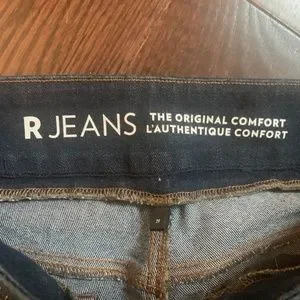 R JEANS
THE ORIGINAL COMFORT
L'AUTHENTIQUE CONFORT